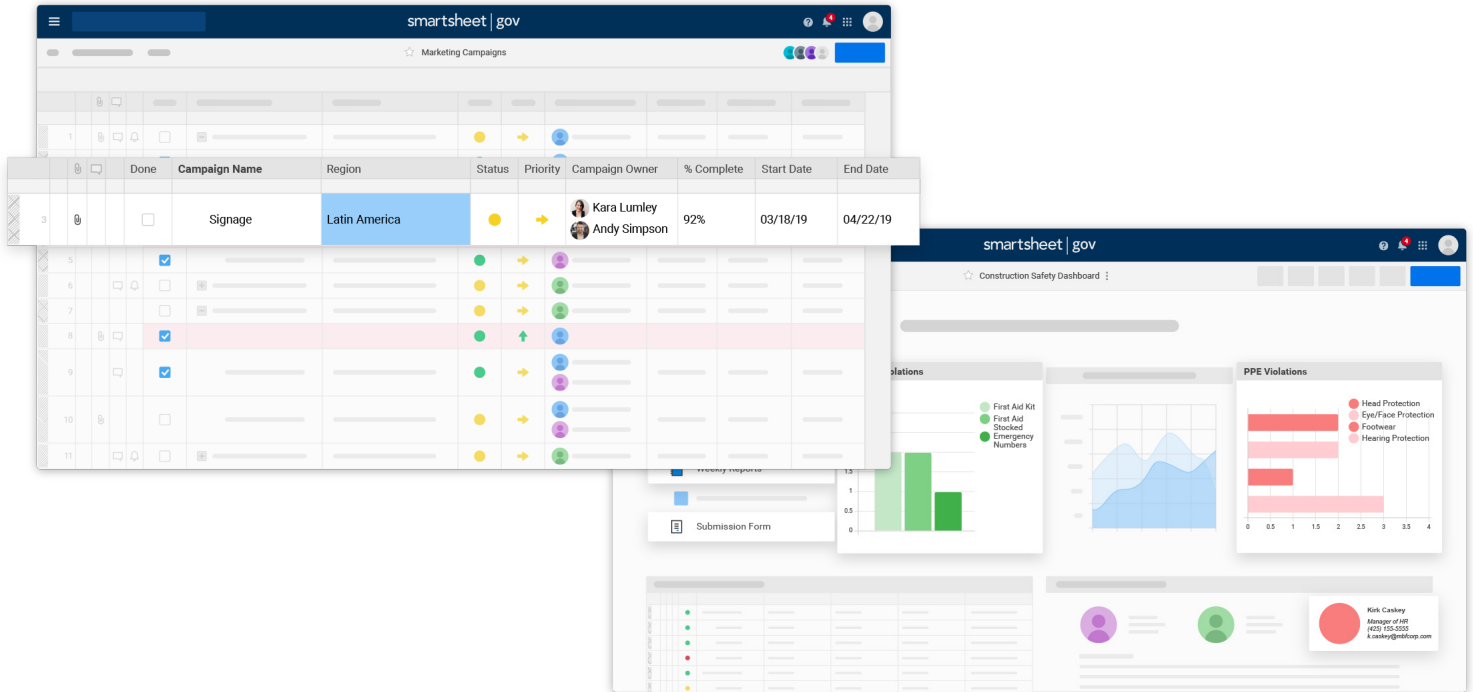 smartsheet | gov
4
Marketing Campaigns
1
Done Campaign Name Region Status Priority Campaign Owner % Complete Start Date End Date
3 Signage Latin America Kara Lumley 92% 03/18/19 04/22/19
Andy Simpson
5
6
7
8
9
10
11
smartsheet | gov
4
Construction Safety Dashboard
PPE Violations
First Aid Kit
First Aid
Stocked
Emergency
Numbers
1.5
1
0.5
0
Head Protection
Eye/Face Protection
Footwear
Hearing Protection
0 0.5 1 1.5 2 2.5 3 3.5 4
Weekly Reports
Submission Form
Kirk Caskey
Manager of HR
(425) 155-5555
k.caskey@mbfcorp.com